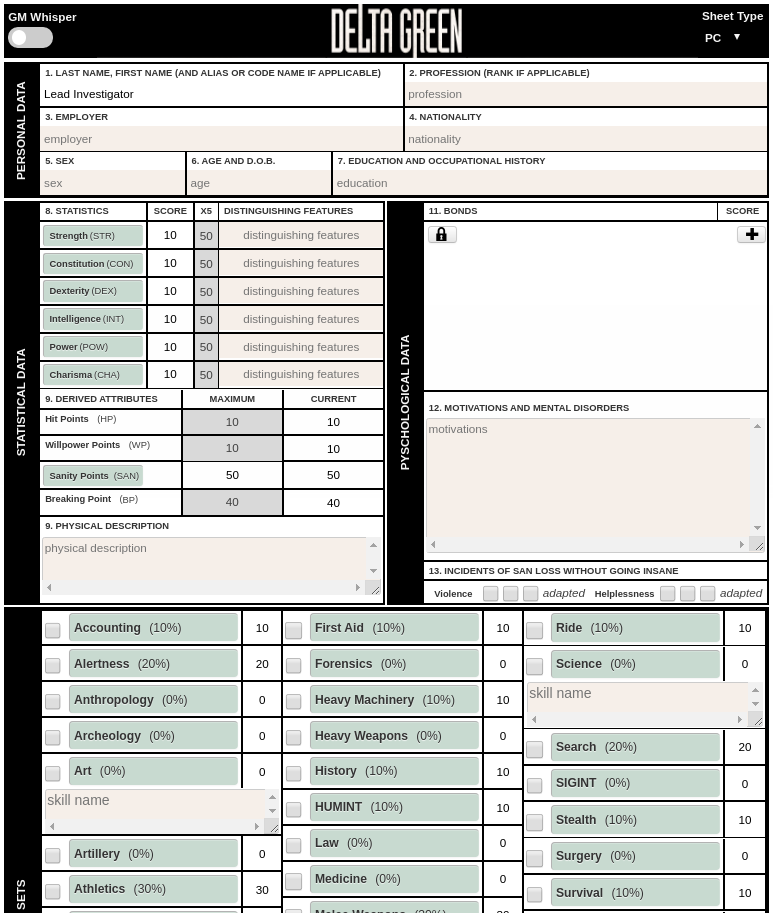 GM Whisper
DELTA GREEN
Sheet Type
PC ▼
PERSONAL DATA
1. LAST NAME, FIRST NAME (AND ALIAS OR CODE NAME IF APPLICABLE)
Lead Investigator
2. PROFESSION (RANK IF APPLICABLE)
profession
3. EMPLOYER
employer
4. NATIONALITY
nationality
5. SEX
sex
6. AGE AND D.O.B.
age
7. EDUCATION AND OCCUPATIONAL HISTORY
education
STATISTICAL DATA
8. STATISTICS SCORE X5 DISTINGUISHING FEATURES
Strength (STR) 10 50 distinguishing features
Constitution (CON) 10 50 distinguishing features
Dexterity (DEX) 10 50 distinguishing features
Intelligence (INT) 10 50 distinguishing features
Power (POW) 10 50 distinguishing features
Charisma (CHA) 10 50 distinguishing features
9. DERIVED ATTRIBUTES MAXIMUM CURRENT
Hit Points (HP) 10 10
Willpower Points (WP) 10 10
Sanity Points (SAN) 50 50
Breaking Point (BP) 40 40
9. PHYSICAL DESCRIPTION
physical description
PYSCHOLOGICAL DATA
11. BONDS SCORE
12. MOTIVATIONS AND MENTAL DISORDERS
motivations
13. INCIDENTS OF SAN LOSS WITHOUT GOING INSANE
Violence adapted Helplessness adapted
SETS
Accounting (10%) 10
Alertness (20%) 20
Anthropology (0%) 0
Archeology (0%) 0
Art (0%) 0
skill name
Artillery (0%) 0
Athletics (30%) 30
First Aid (10%) 10
Forensics (0%) 0
Heavy Machinery (10%) 10
Heavy Weapons (0%) 0
History (10%) 10
HUMINT (10%) 10
Law (0%) 0
Medicine (0%) 0
Ride (10%) 10
Science (0%) 0
skill name
Search (20%) 20
SIGINT (0%) 0
Stealth (10%) 10
Surgery (0%) 0
Survival (10%) 10